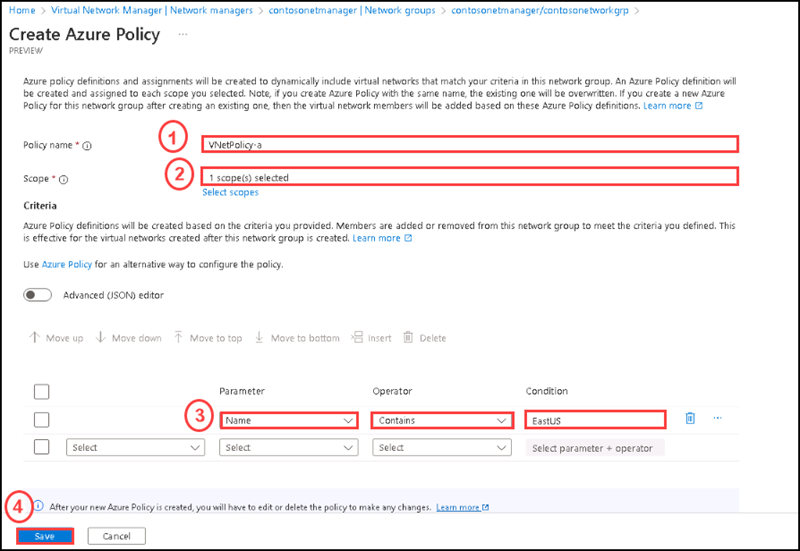 Home > Virtual Network Manager | Network managers > contosonetmanager | Network groups > contosonetmanager/contosonetworkgrp >
Create Azure Policy ...
PREVIEW
Azure policy definitions and assignments will be created to dynamically include virtual networks that match your criteria in this network group. An Azure Policy definition will
be created and assigned to each scope you selected. Note, if you create Azure Policy with the same name, the existing one will be overwritten. If you create a new Azure
Policy for this network group after creating an existing one, then the virtual network members will be added based on these Azure Policy definitions. Learn more
1
Policy name * VNetPolicy-a
2
Scope * 1 scope(s) selected
Select scopes
Criteria
Azure Policy definitions will be created based on the criteria you provided. Members are added or removed from this network group to meet the criteria you defined. This
is effective for the virtual networks created after this network group is created. Learn more
Use Azure Policy for an alternative way to configure the policy.
Advanced (JSON) editor
Move up Move down Move to top Move to bottom Insert Delete
Parameter Operator Condition
3 Name Contains EastUS ...
Select Select Select Select parameter + operator
4 After your new Azure Policy is created, you will have to edit or delete the policy to make any changes. Learn more
Save Cancel